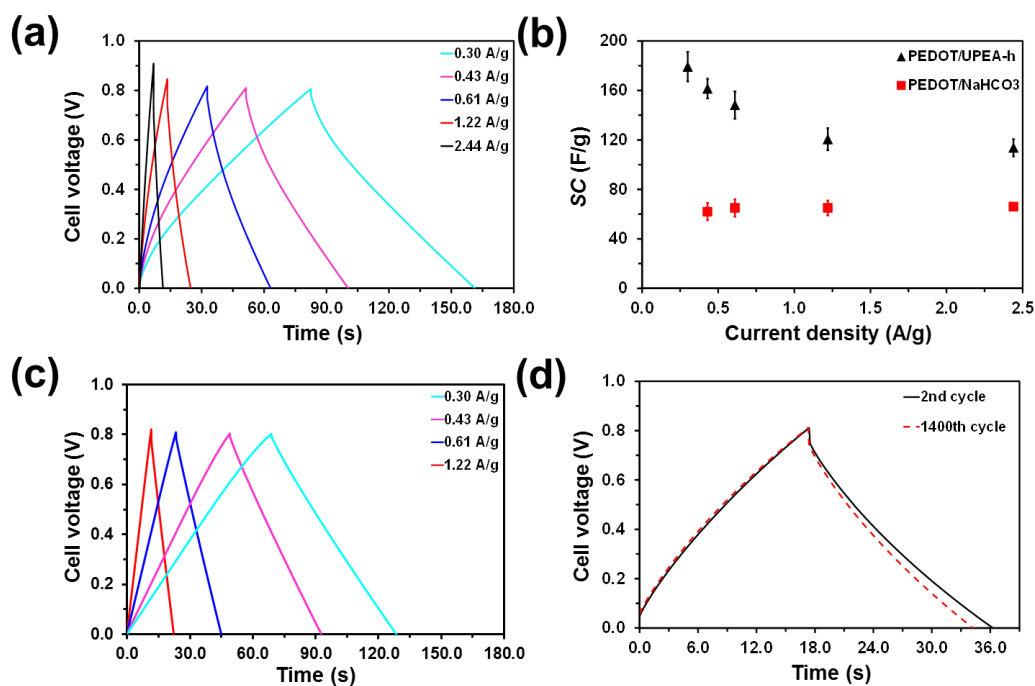 (a)
1.0
0.8
0.6
0.4
0.2
0.0
Cell voltage (V)
0.30 A/g
0.43 A/g
0.61 A/g
1.22 A/g
2.44 A/g
0.0 30.0 60.0 90.0 120.0 150.0 180.0
Time (s)
(b)
200
160
120
80
40
0
SC (F/g)
PEDOT/UPEA-h
PEDOT/NaHCO3
0.0 0.5 1.0 1.5 2.0 2.5
Current density (A/g)
(c)
1.0
0.8
0.6
0.4
0.2
0.0
Cell voltage (V)
0.30 A/g
0.43 A/g
0.61 A/g
1.22 A/g
0.0 30.0 60.0 90.0 120.0 150.0 180.0
Time (s)
(d)
1.0
0.8
0.6
0.4
0.2
0.0
Cell voltage (V)
2nd cycle
1400th cycle
0.0 6.0 12.0 18.0 24.0 30.0 36.0
Time (s)